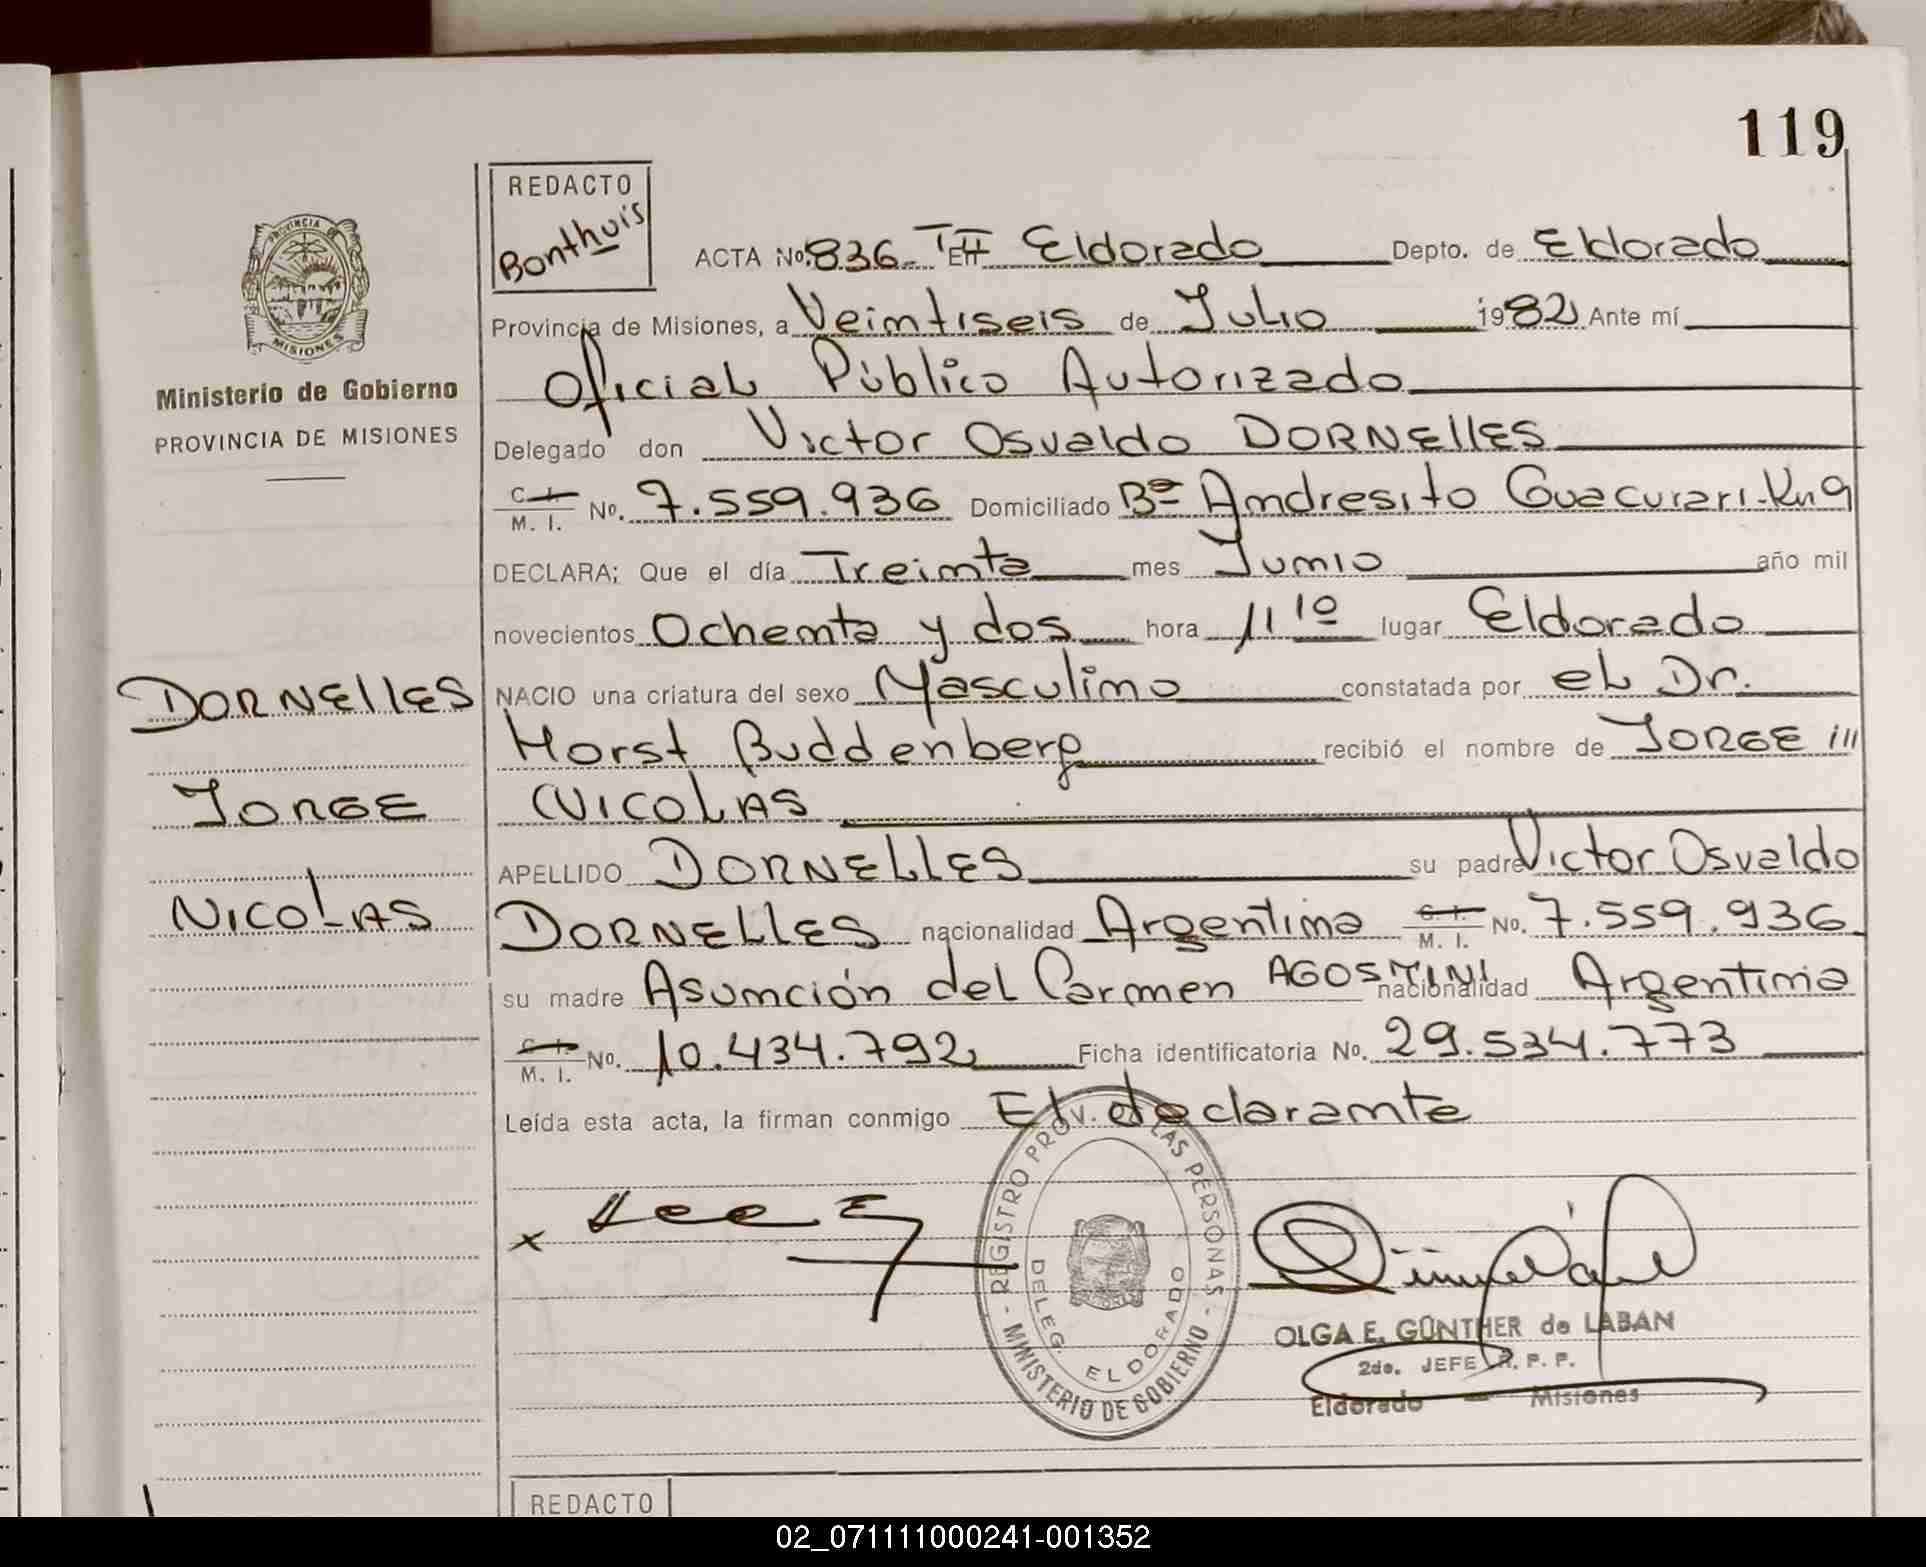 119
REDACTO
Bonthuis
ACTA Nº 836 TºII EN Eldorado Depto. de Eldorado
Provincia de Misiones, a Veintiseis de Julio 1982 Ante mí
Oficial Público Autorizado
Delegado don Victor Osvaldo DORNELLES
C. I.
M. I. No. 7.559.936 Domiciliado Bº Andresito Guacurari-Km 9
DECLARA; Que el día Treinta mes Junio año mil
novecientos Ochenta y dos hora 11 10 lugar Eldorado
NACIO una criatura del sexo Masculino constatada por el Dr.
Horst Buddenberg recibió el nombre de JORGE ///
NICOLAS
APELLIDO DORNELLES su padre Victor Osvaldo
DORNELLES nacionalidad Argentina C. I.
M. I. No. 7.559.936
su madre Asunción del Carmen AGOSTINI nacionalidad Argentina
C. I.
M. I. No. 10.434.792 Ficha identificatoria No. 29.534.773
Leída esta acta, la firman conmigo El declarante
PROVINCIA DE
MISIONES
Ministerio de Gobierno
PROVINCIA DE MISIONES
DORNELLES
JORGE
NICOLAS
x
REGISTRO PROV. LAS PERSONAS
- MINISTERIO DE GOBIERNO -
DELEG. ELDORADO
OLGA E. GÜNTHER de LABAN
2do. JEFE R. P. P.
Eldorado — Misiones
REDACTO
02_071111000241-001352